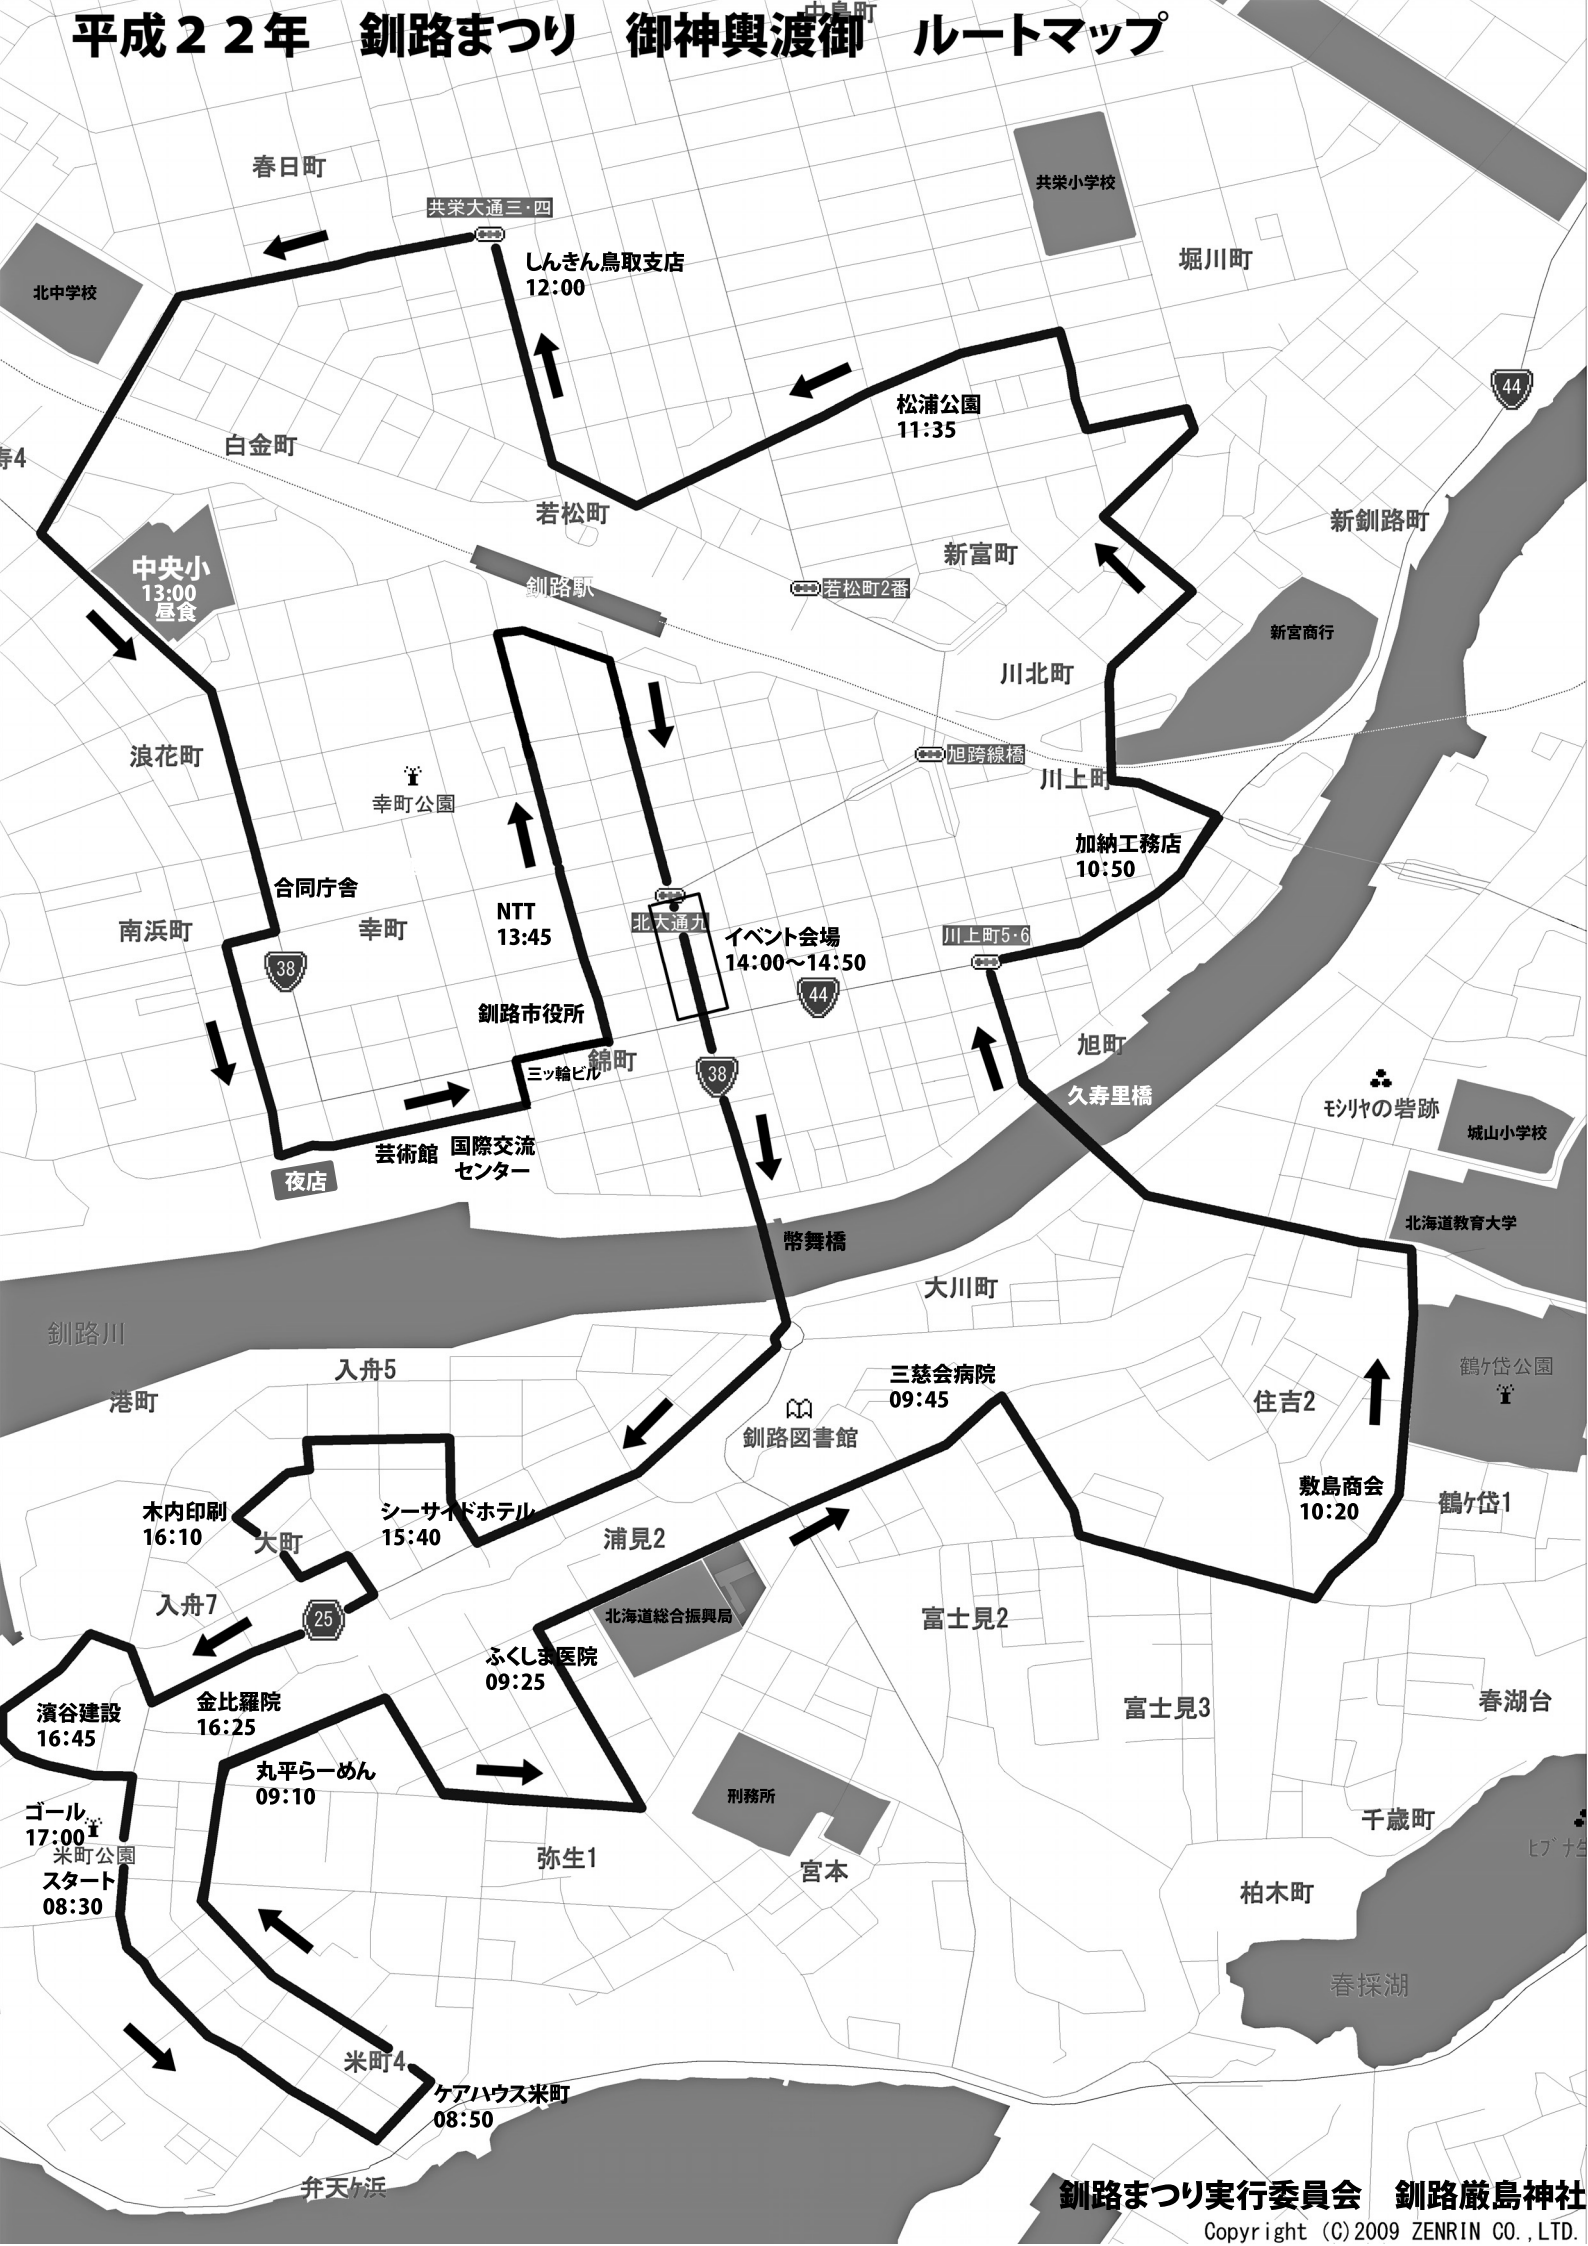 平成２２年　釧路まつり　御神輿渡御　ルートマップ
中島町
春日町
共栄大通三・四
共栄小学校
しんきん鳥取支店
12:00
堀川町
北中学校
44
松浦公園
11:35
白金町
寿4
若松町
新釧路町
新富町
中央小
13:00
昼食
釧路駅
若松町2番
新宮商行
川北町
浪花町
旭跨線橋
川上町
幸町公園
加納工務店
10:50
合同庁舎
NTT
13:45
南浜町
幸町
北大通九
イベント会場
14:00～14:50
川上町5・6
38
44
釧路市役所
錦町
三ッ輪ビル
38
旭町
久寿里橋
モシリヤの砦跡
城山小学校
芸術館
国際交流
センター
夜店
北海道教育大学
幣舞橋
大川町
釧路川
入舟5
港町
三慈会病院
09:45
鶴ケ岱公園
住吉2
釧路図書館
敷島商会
10:20
鶴ケ岱1
木内印刷
16:10
シーサイドホテル
15:40
大町
浦見2
入舟7
25
北海道総合振興局
富士見2
ふくしま医院
09:25
濱谷建設
16:45
金比羅院
16:25
富士見3
春湖台
丸平らーめん
09:10
刑務所
ゴール
17:00
米町公園
千歳町
弥生1
宮本
スタート
08:30
柏木町
春採湖
米町4
ケアハウス米町
08:50
弁天ケ浜
釧路まつり実行委員会　釧路厳島神社
Copyright (C)2009 ZENRIN CO.,LTD.